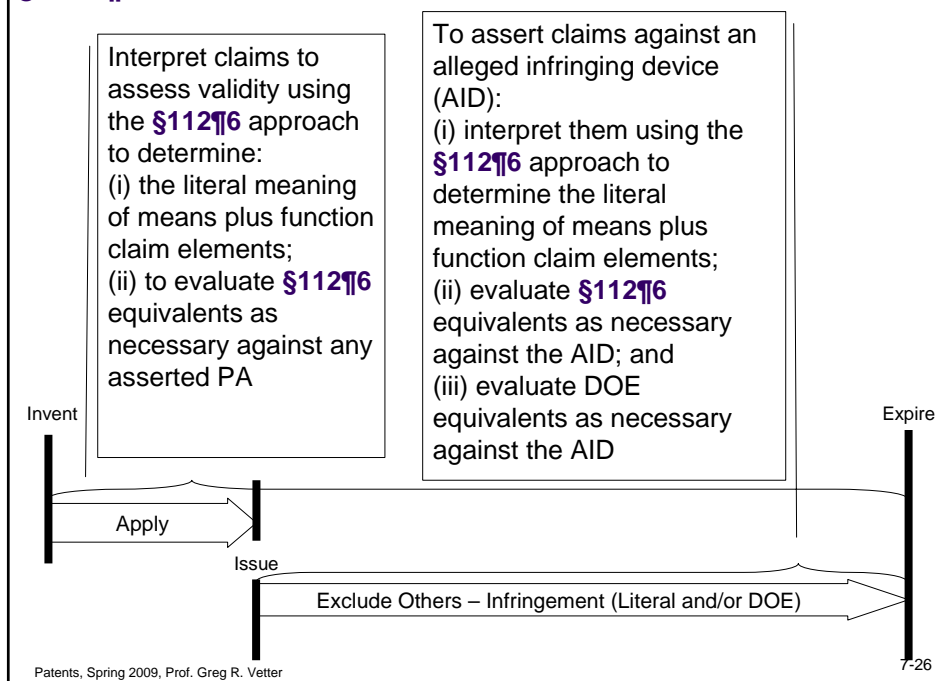 Interpret claims to
assess validity using
the §112¶6 approach
to determine:
(i) the literal meaning
of means plus function
claim elements;
(ii) to evaluate §112¶6
equivalents as
necessary against any
asserted PA
To assert claims against an
alleged infringing device
(AID):
(i) interpret them using the
§112¶6 approach to
determine the literal
meaning of means plus
function claim elements;
(ii) evaluate §112¶6
equivalents as necessary
against the AID; and
(iii) evaluate DOE
equivalents as necessary
against the AID
Invent
Expire
Apply
Issue
Exclude Others – Infringement (Literal and/or DOE)
Patents, Spring 2009, Prof. Greg R. Vetter
7-26